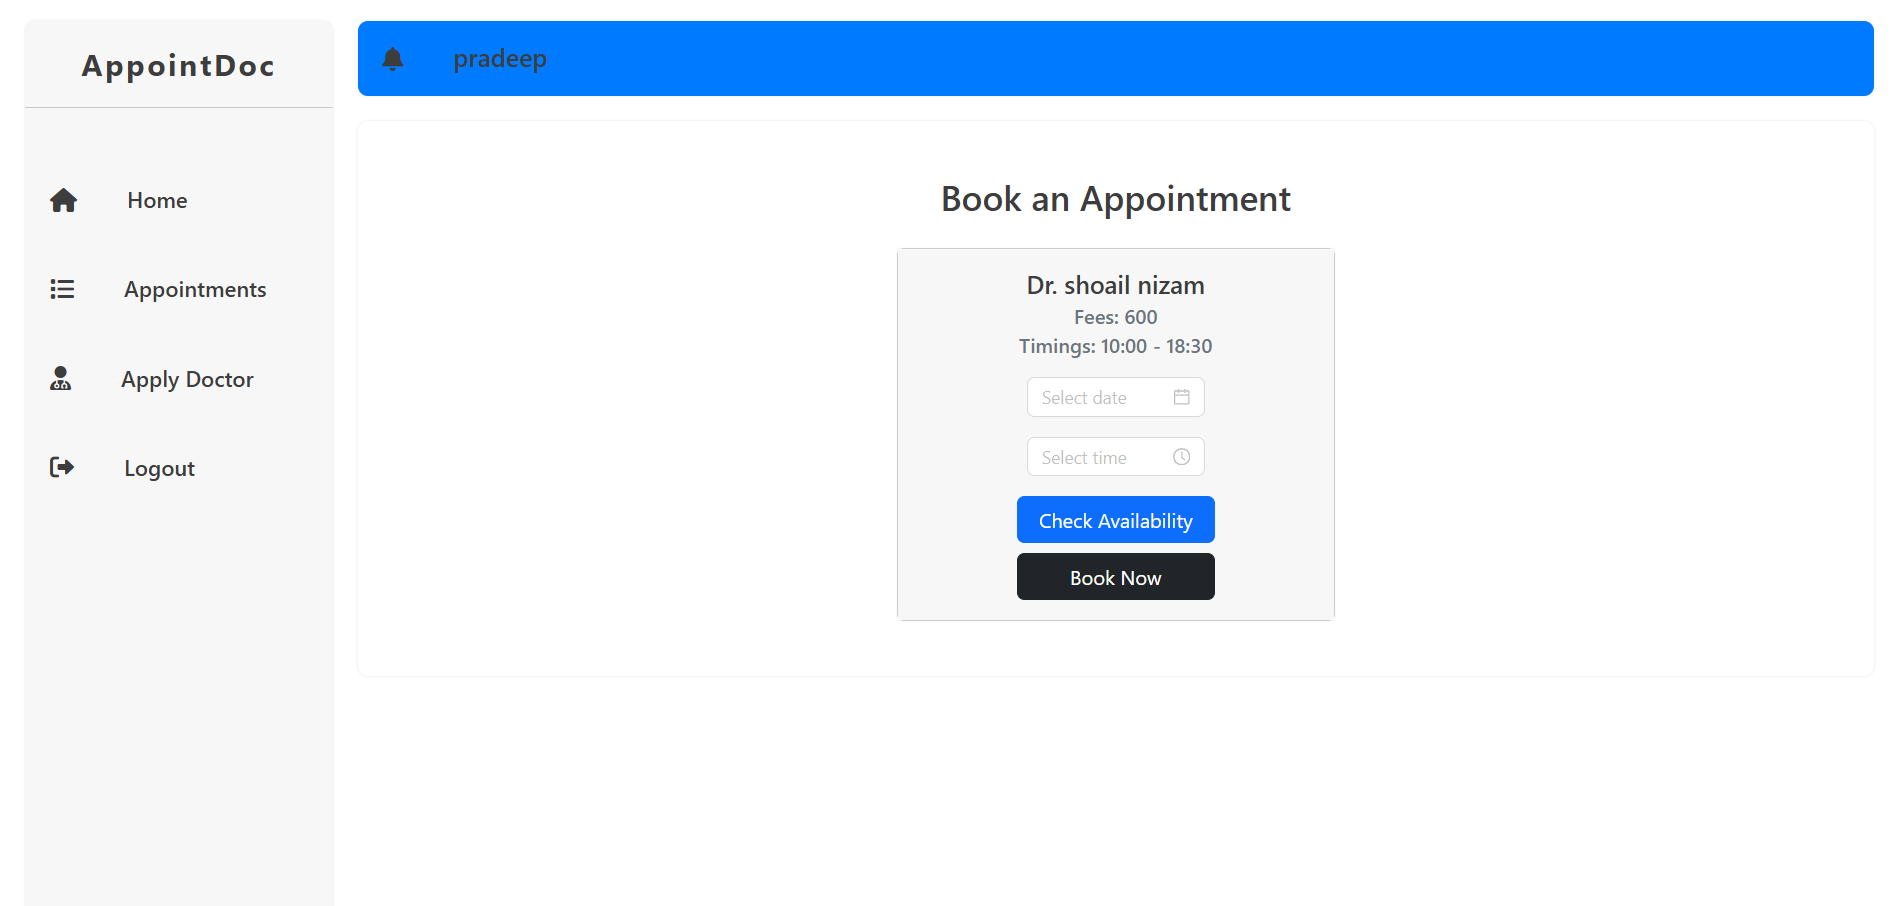 AppointDoc
Home
Appointments
Apply Doctor
Logout
pradeep
Book an Appointment
Dr. shoail nizam
Fees: 600
Timings: 10:00 - 18:30
Select date
Select time
Check Availability
Book Now